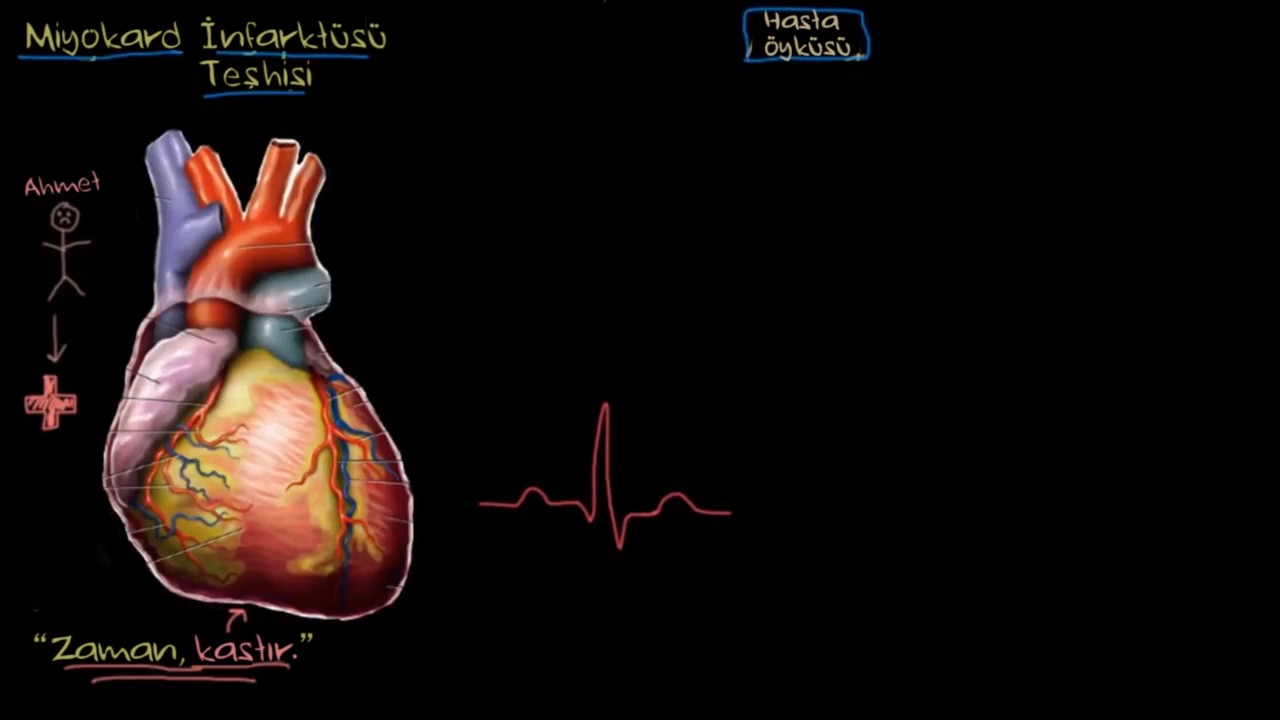 Miyokard İnfarktüsü
Teşhisi
Hasta
öyküsü
Ahmet
"Zaman, kastır."